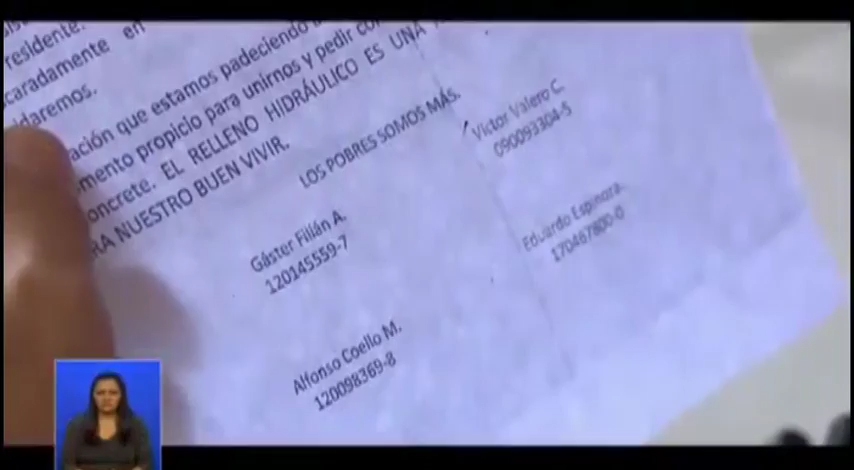 residente.
caradamente en
daremos.
ación que estamos padeciendo
mento propicio para unirnos y pedir
oncrete. EL RELLENO HIDRÁULICO ES UNA
RA NUESTRO BUEN VIVIR.
LOS POBRES SOMOS MÁS.
Gáster Filián A.
120145559-7
Víctor Valero C.
090093304-5
Alfonso Coello M.
120098369-8
Eduardo Espinora
170467800-0